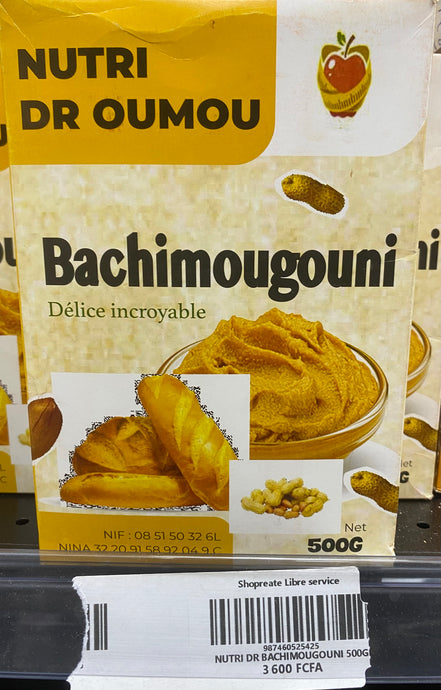 NUTRI
DR OUMOU
Bachimougouni
Délice incroyable
NIF : 08 51 50 32 6L
NINA 32 20 91 58 92 04 9 C
Net
500G
Shopreate Libre service
987460525425
NUTRI DR BACHIMOUGOUNI 500G
3 600 FCFA